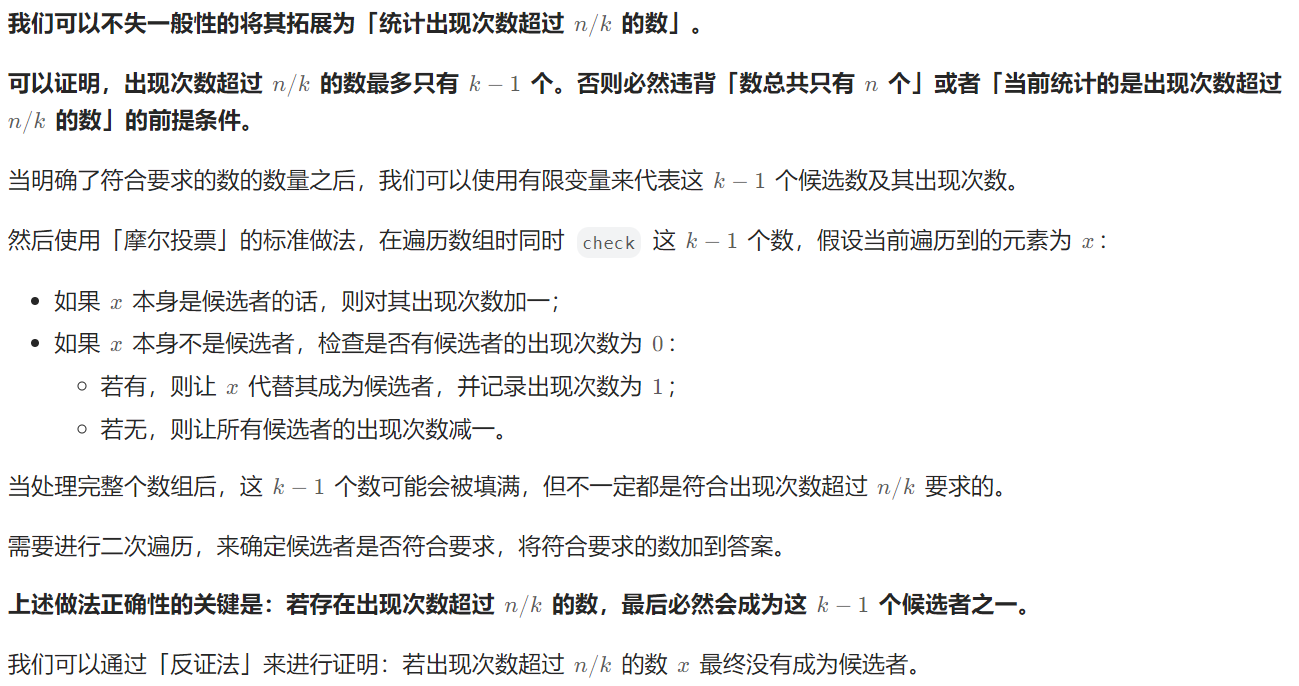 我们可以不失一般性的将其拓展为「统计出现次数超过 n/k 的数」。
可以证明，出现次数超过 n/k 的数最多只有 k − 1 个。否则必然违背「数总共只有 n 个」或者「当前统计的是出现次数超过
n/k 的数」的前提条件。
当明确了符合要求的数的数量之后，我们可以使用有限变量来代表这 k − 1 个候选数及其出现次数。
然后使用「摩尔投票」的标准做法，在遍历数组时同时 check 这 k − 1 个数，假设当前遍历到的元素为 x：
• 如果 x 本身是候选者的话，则对其出现次数加一；
• 如果 x 本身不是候选者，检查是否有候选者的出现次数为 0：
◦ 若有，则让 x 代替其成为候选者，并记录出现次数为 1；
◦ 若无，则让所有候选者的出现次数减一。
当处理完整个数组后，这 k − 1 个数可能会被填满，但不一定都是符合出现次数超过 n/k 要求的。
需要进行二次遍历，来确定候选者是否符合要求，将符合要求的数加到答案。
上述做法正确性的关键是：若存在出现次数超过 n/k 的数，最后必然会成为这 k − 1 个候选者之一。
我们可以通过「反证法」来进行证明：若出现次数超过 n/k 的数 x 最终没有成为候选者。